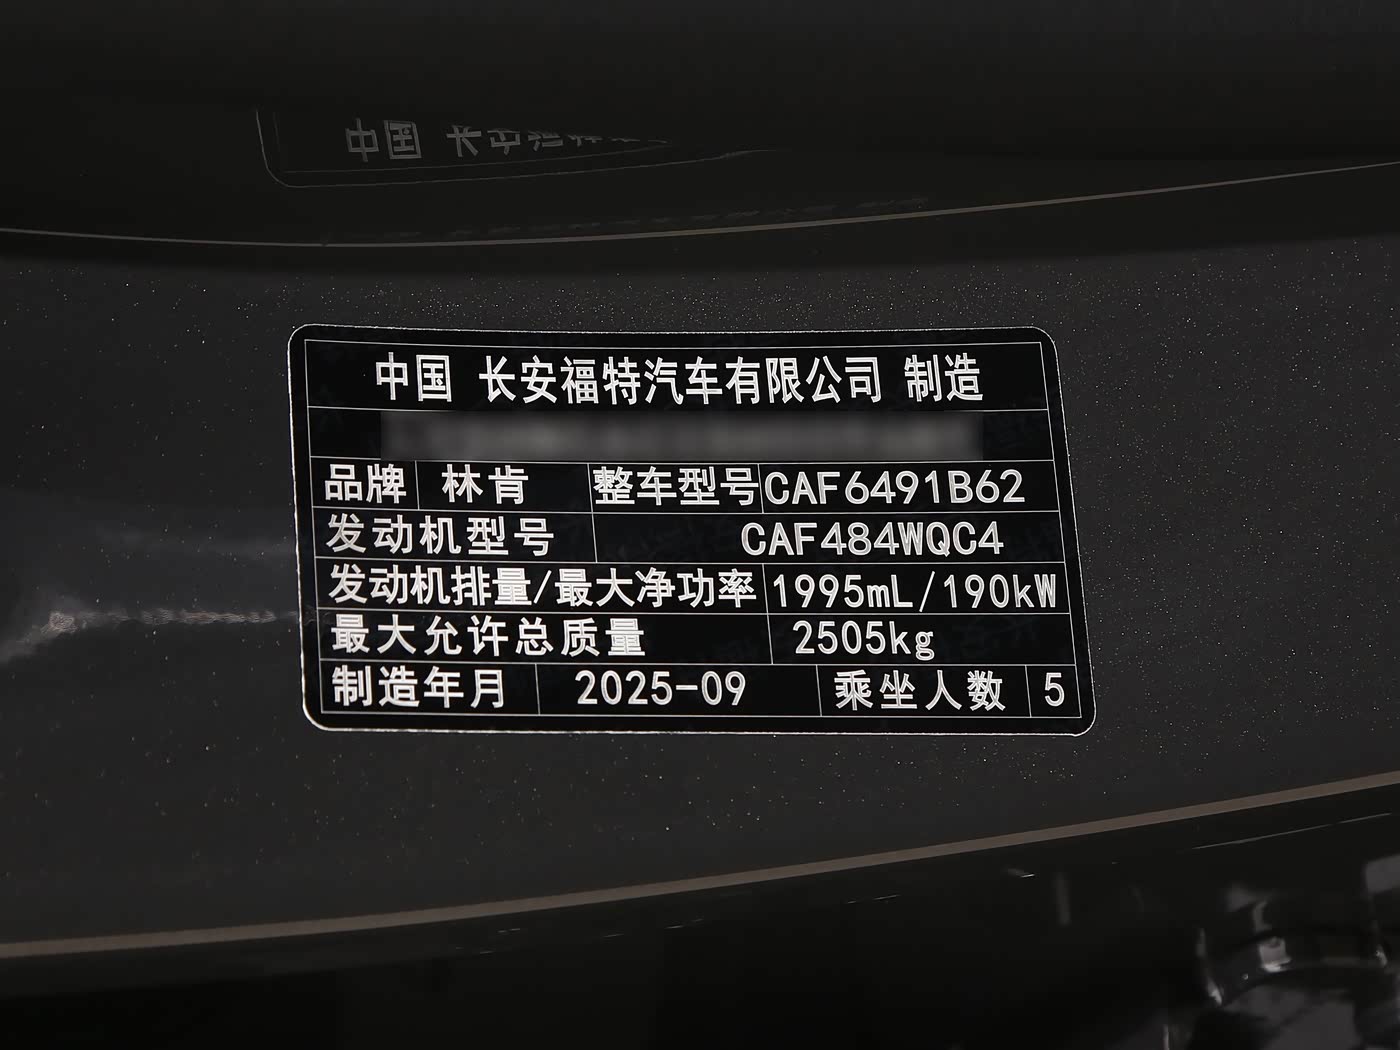 中国 长安福特汽车有限公司 制造
品牌 林肯 整车型号 CAF6491B62
发动机型号 CAF484WQC4
发动机排量/最大净功率 1995mL/190kW
最大允许总质量 2505kg
制造年月 2025-09 乘坐人数 5